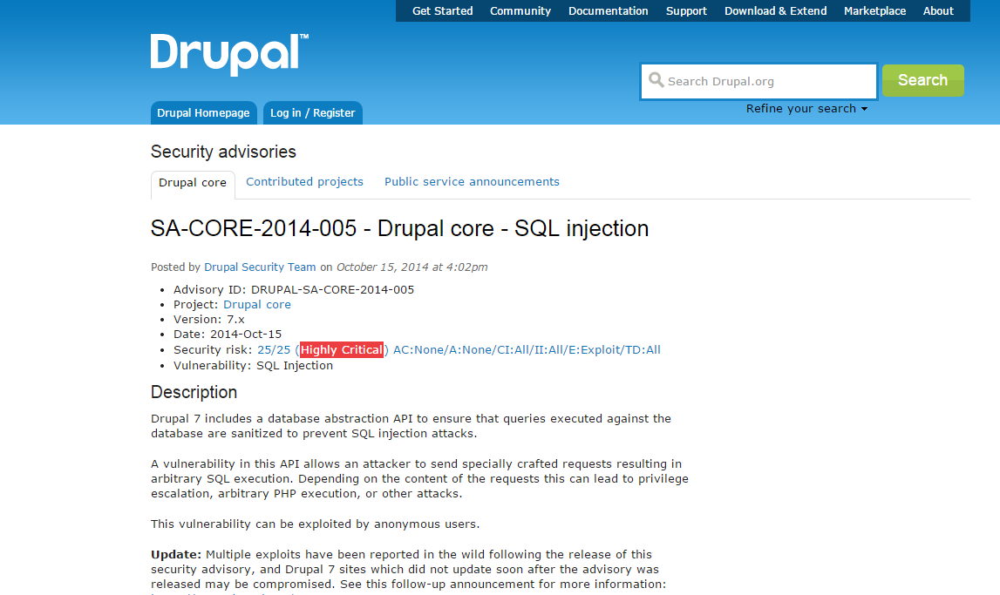 Get Started Community Documentation Support Download & Extend Marketplace About
Drupal™
Search Drupal.org Search
Refine your search
Drupal Homepage Log in / Register
Security advisories
Drupal core Contributed projects Public service announcements
SA-CORE-2014-005 - Drupal core - SQL injection
Posted by Drupal Security Team on October 15, 2014 at 4:02pm
• Advisory ID: DRUPAL-SA-CORE-2014-005
• Project: Drupal core
• Version: 7.x
• Date: 2014-Oct-15
• Security risk: 25/25 (Highly Critical) AC:None/A:None/CI:All/II:All/E:Exploit/TD:All
• Vulnerability: SQL Injection
Description
Drupal 7 includes a database abstraction API to ensure that queries executed against the
database are sanitized to prevent SQL injection attacks.
A vulnerability in this API allows an attacker to send specially crafted requests resulting in
arbitrary SQL execution. Depending on the content of the requests this can lead to privilege
escalation, arbitrary PHP execution, or other attacks.
This vulnerability can be exploited by anonymous users.
Update: Multiple exploits have been reported in the wild following the release of this
security advisory, and Drupal 7 sites which did not update soon after the advisory was
released may be compromised. See this follow-up announcement for more information: